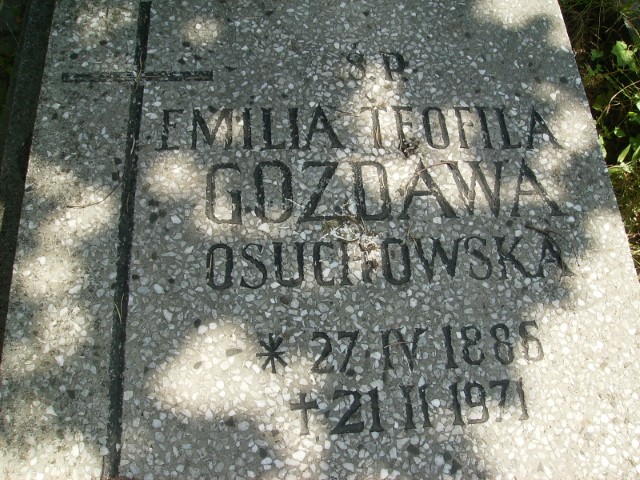 Ś P.
EMILIA TEOFILA
GOZDAWA
OSUCHOWSKA
* 27 IV 1886
+ 21 II 1971